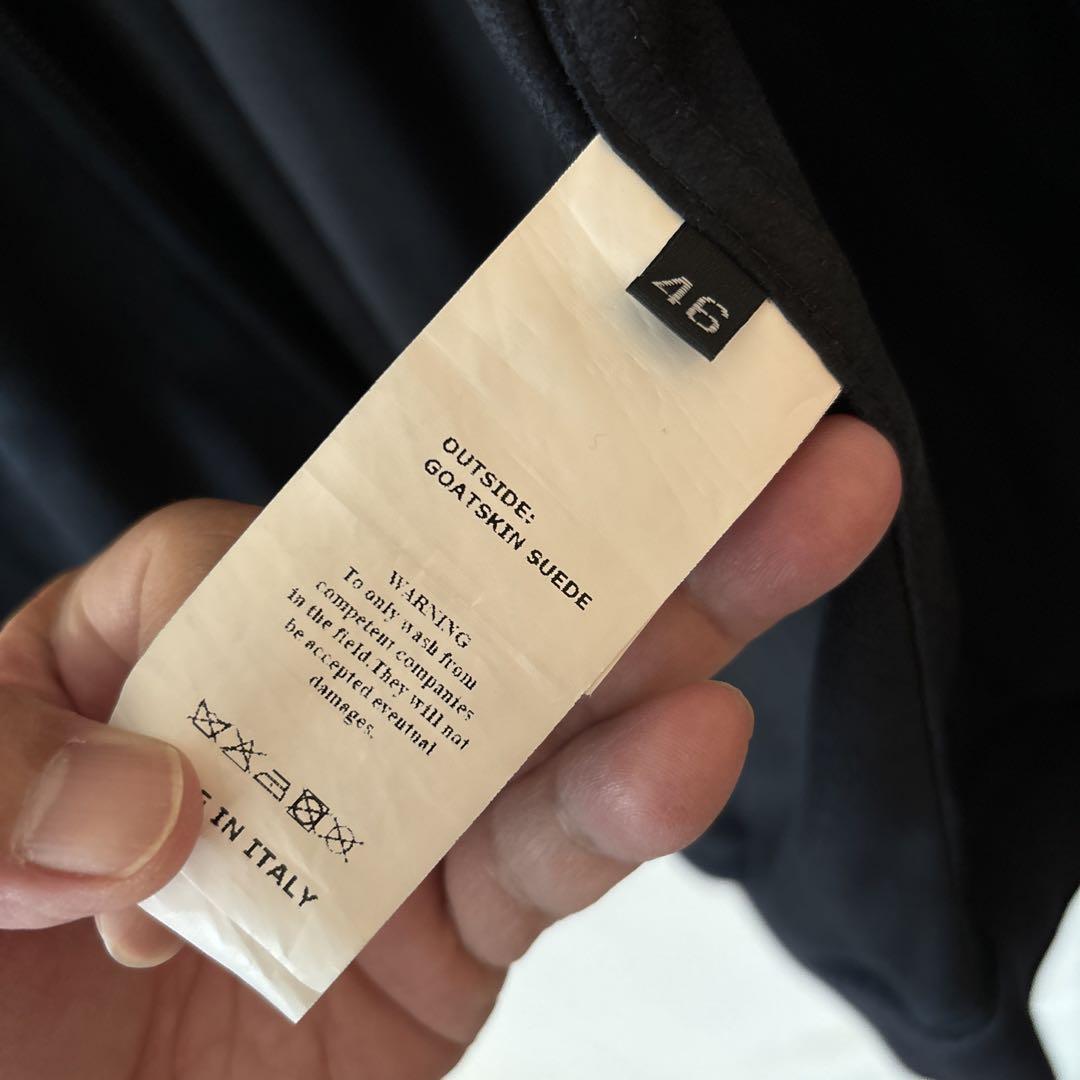 46
OUTSIDE:
GOATSKIN SUEDE
WARNING
To only wash from
competent companies
in the field. They will not
be accepted eventual
damages.
IN ITALY